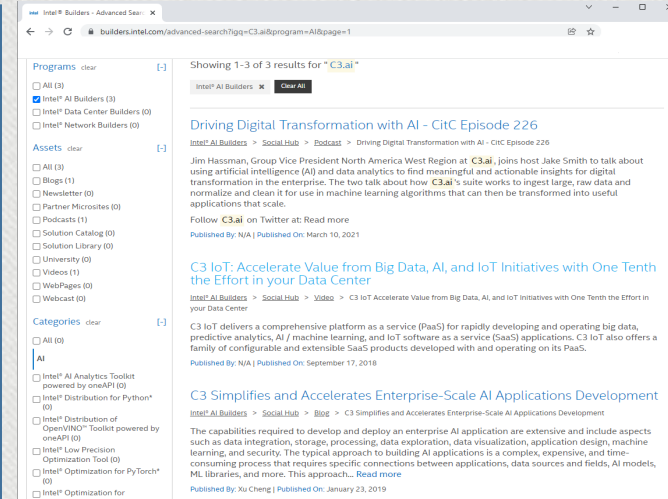 Intel® Builders - Advanced Sear
builders.intel.com/advanced-search?igq=C3.ai&program=AI&page=1
Programs clear [-]
All (3)
Intel® AI Builders (3)
Intel® Data Center Builders (0)
Intel® Network Builders (0)
Assets clear [-]
All (3)
Blogs (1)
Newsletter (0)
Partner Microsites (0)
Podcasts (1)
Solution Catalog (0)
Solution Library (0)
University (0)
Videos (1)
WebPages (0)
Webcast (0)
Categories clear [-]
All (0)
AI
Intel® AI Analytics Toolkit
powered by oneAPI (0)
Intel® Distribution for Python*
(0)
Intel® Distribution of
OpenVINO™ Toolkit powered by
oneAPI (0)
Intel® Low Precision
Optimization Tool (0)
Intel® Optimization for PyTorch*
(0)
Intel® Optimization for
Showing 1-3 of 3 results for " C3.ai "
Intel® AI Builders ✖ Clear All
Driving Digital Transformation with AI - CitC Episode 226
Intel® AI Builders > Social Hub > Podcast > Driving Digital Transformation with AI - CitC Episode 226
Jim Hassman, Group Vice President North America West Region at C3.ai, joins host Jake Smith to talk about
using artificial intelligence (AI) and data analytics to find meaningful and actionable insights for digital
transformation in the enterprise. The two talk about how C3.ai's suite works to ingest large, raw data and
normalize and clean it for use in machine learning algorithms that can then be transformed into useful
applications that scale.
Follow C3.ai on Twitter at: Read more
Published By: N/A | Published On: March 10, 2021
C3 IoT: Accelerate Value from Big Data, AI, and IoT Initiatives with One Tenth
the Effort in your Data Center
Intel® AI Builders > Social Hub > Video > C3 IoT Accelerate Value from Big Data, AI, and IoT Initiatives with One Tenth the Effort in
your Data Center
C3 IoT delivers a comprehensive platform as a service (PaaS) for rapidly developing and operating big data,
predictive analytics, AI / machine learning, and IoT software as a service (SaaS) applications. C3 IoT also offers a
family of configurable and extensible SaaS products developed with and operating on its PaaS.
Published By: N/A | Published On: September 17, 2018
C3 Simplifies and Accelerates Enterprise-Scale AI Applications Development
Intel® AI Builders > Social Hub > Blog > C3 Simplifies and Accelerates Enterprise-Scale AI Applications Development
The capabilities required to develop and deploy an enterprise AI application are extensive and include aspects
such as data integration, storage, processing, data exploration, data visualization, application design, machine
learning, and security. The typical approach to building AI applications is a complex, expensive, and time-
consuming process that requires specific connections between applications, data sources and fields, AI models,
ML libraries, and more. This approach... Read more
Published By: Xu Cheng | Published On: January 23, 2019